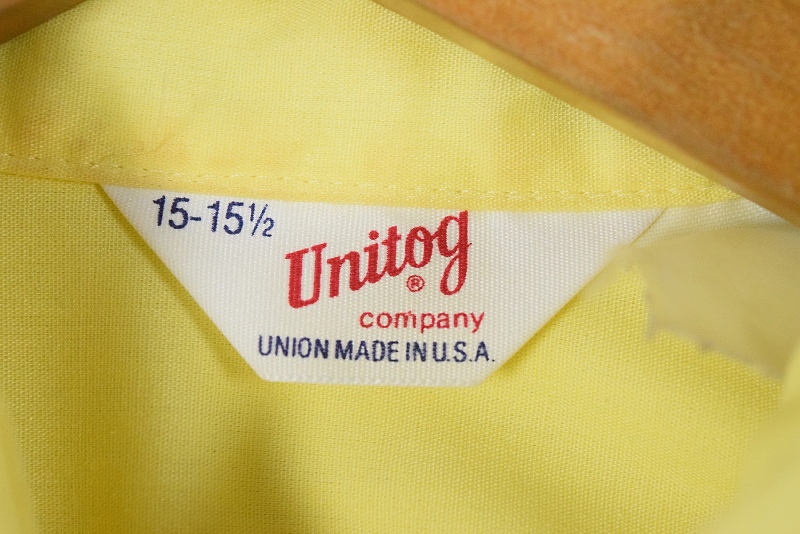 15-15½
Unitog
®
company
UNION MADE IN U.S.A.